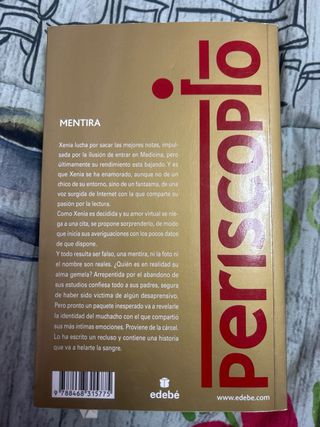 MENTIRA
Xenia lucha por sacar las mejores notas, impul-
sada por la ilusión de entrar en Medicina, pero
últimamente su rendimiento está bajando. Y es
que Xenia se ha enamorado, aunque no de un
chico de su entorno, sino de un fantasma, de una
voz surgida de Internet con la que comparte su
pasión por la lectura.
Como Xenia es decidida y su amor virtual se nie-
ga a una cita, se propone sorprenderlo, de modo
que inicia sus averiguaciones con los pocos datos
de que dispone.
Y todo resulta ser falso, una mentira, ni la foto ni
el nombre son reales. ¿Quién es en realidad su
alma gemela? Arrepentida por el abandono de
sus estudios confiesa todo a sus padres, segura
de haber sido víctima de algún desaprensivo.
Pero pronto un paquete inesperado va a revelarle
la identidad del muchacho con el que compartió
sus más íntimas emociones. Proviene de la cárcel.
Lo ha escrito un recluso y contiene una historia
que va a helarte la sangre.
periscopio
9 788468 315775
edebé
www.edebe.com